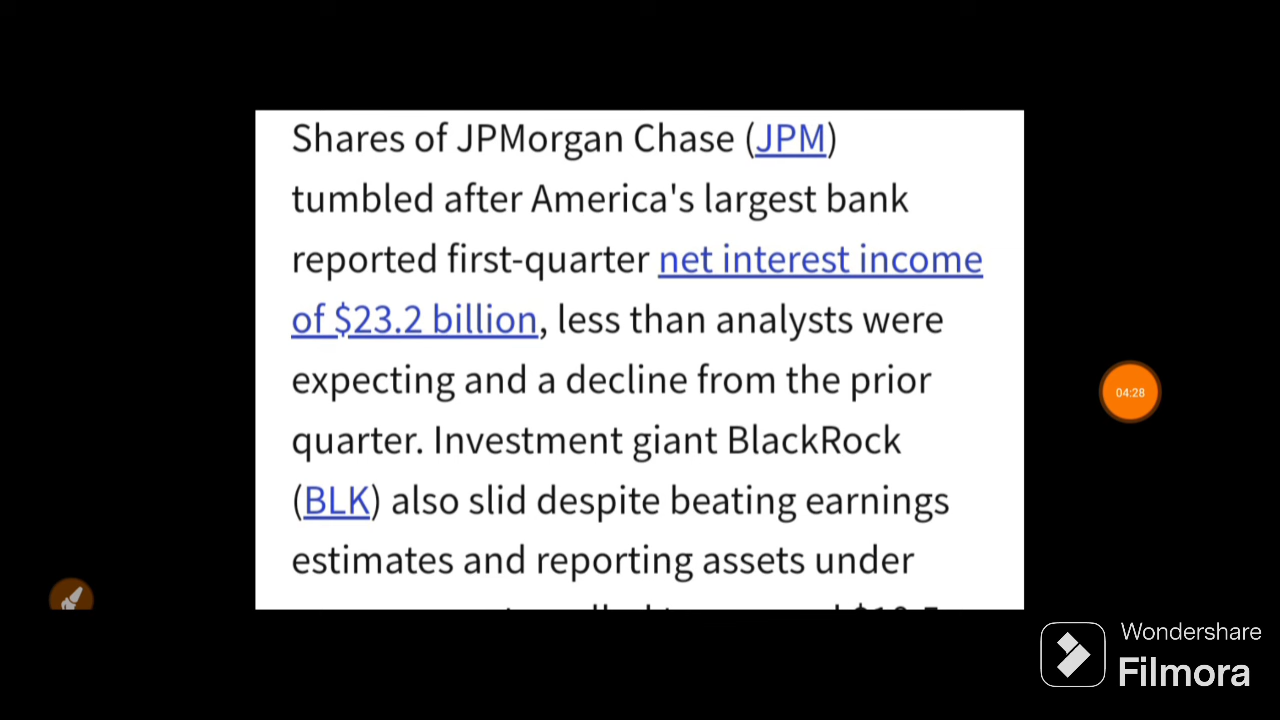 Shares of JPMorgan Chase (JPM)
tumbled after America's largest bank
reported first-quarter net interest income
of $23.2 billion, less than analysts were
expecting and a decline from the prior
quarter. Investment giant BlackRock
(BLK) also slid despite beating earnings
estimates and reporting assets under
04:28
Wondershare
Filmora